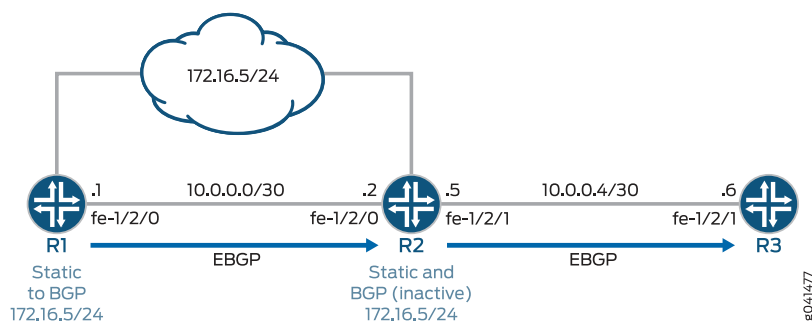 172.16.5/24
.1
10.0.0.0/30
.2
.5
10.0.0.4/30
.6
fe-1/2/0
fe-1/2/0
fe-1/2/1
fe-1/2/1
R1
EBGP
R2
EBGP
R3
Static
to BGP
172.16.5/24
Static and
BGP (inactive)
172.16.5/24
g041477